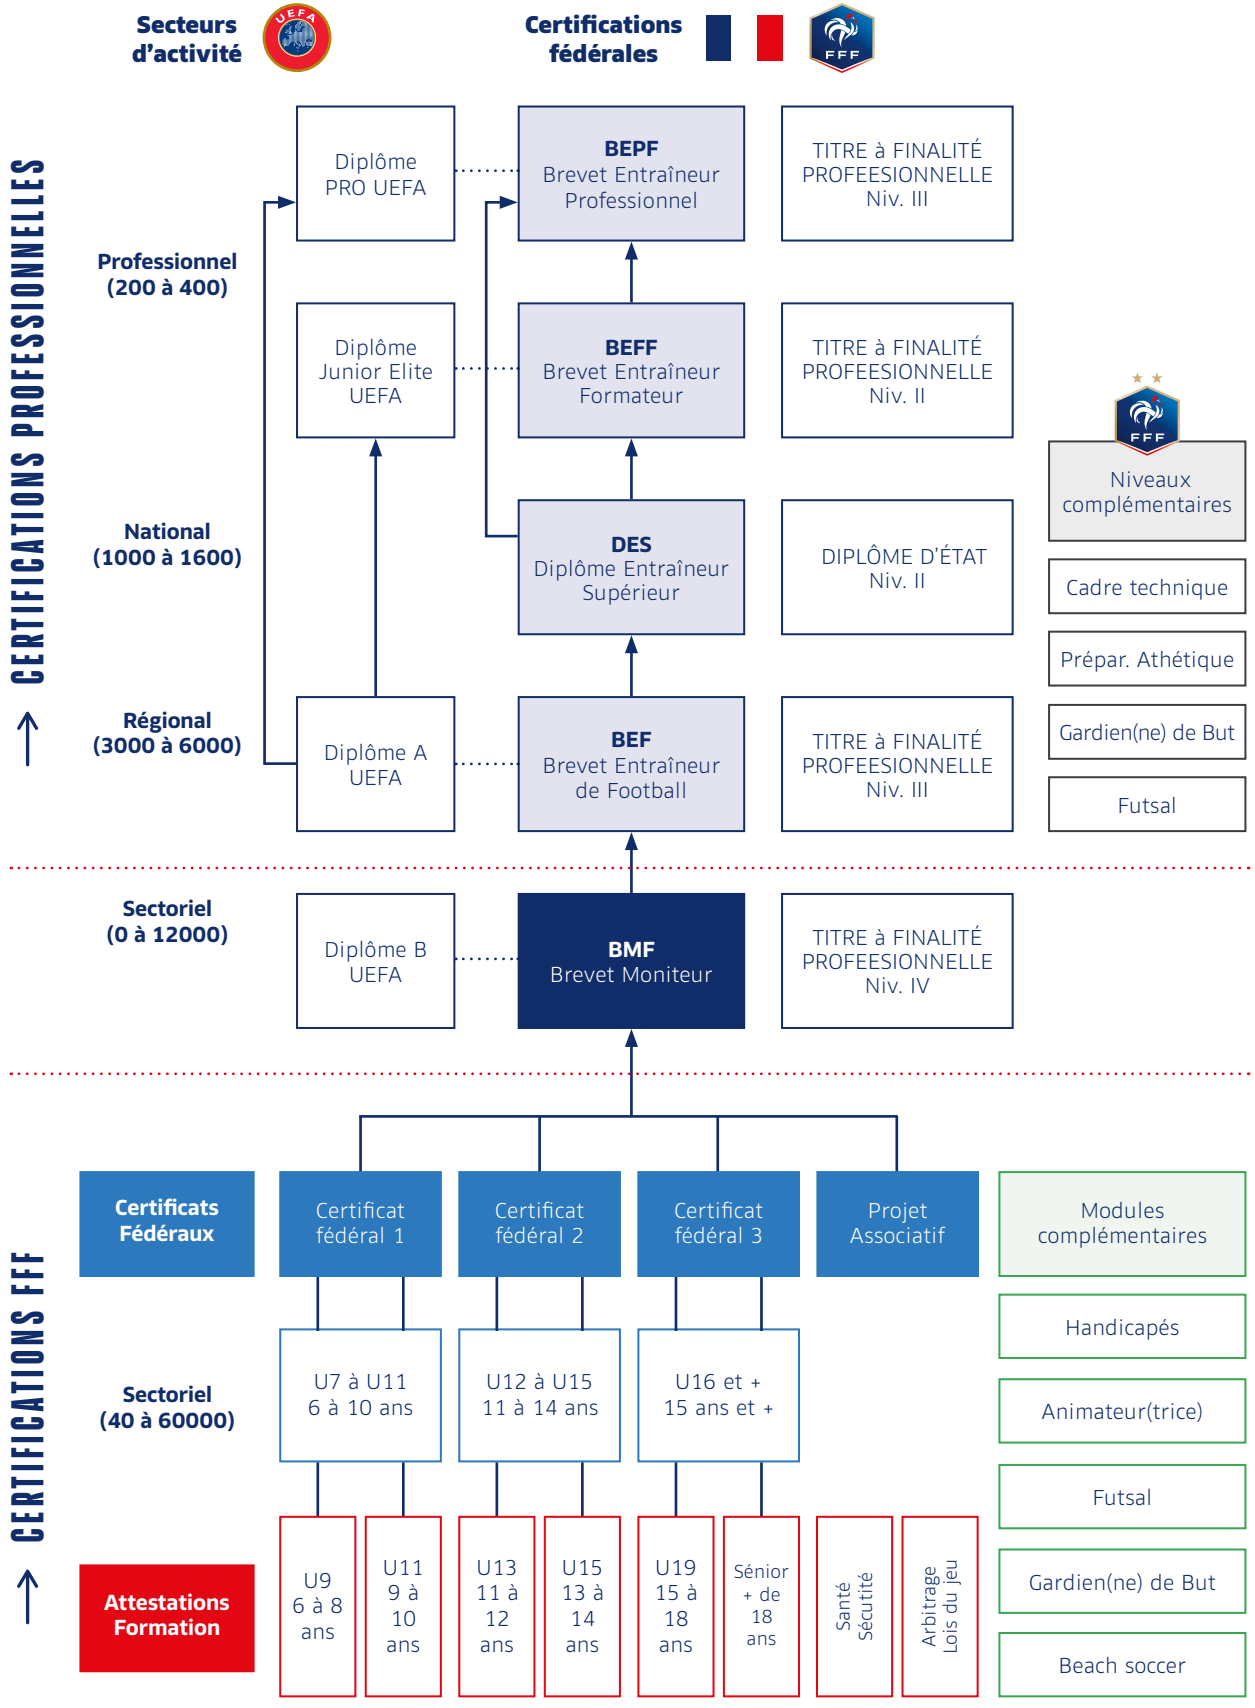 Secteurs
d'activité
UEFA
Certifications
fédérales
FFF
CERTIFICATIONS PROFESSIONNELLES
Diplôme
PRO UEFA
BEPF
Brevet Entraîneur
Professionnel
TITRE à FINALITÉ
PROFEESIONNELLE
Niv. III
Professionnel
(200 à 400)
Diplôme
Junior Elite
UEFA
BEFF
Brevet Entraîneur
Formateur
TITRE à FINALITÉ
PROFEESIONNELLE
Niv. II
National
(1000 à 1600)
DES
Diplôme Entraîneur
Supérieur
DIPLÔME D'ÉTAT
Niv. II
Régional
(3000 à 6000)
Diplôme A
UEFA
BEF
Brevet Entraîneur
de Football
TITRE à FINALITÉ
PROFEESIONNELLE
Niv. III
FFF
Niveaux
complémentaires
Cadre technique
Prépar. Athétique
Gardien(ne) de But
Futsal
Sectoriel
(0 à 12000)
Diplôme B
UEFA
BMF
Brevet Moniteur
TITRE à FINALITÉ
PROFEESIONNELLE
Niv. IV
CERTIFICATIONS FFF
Certificats
Fédéraux
Certificat
fédéral 1
Certificat
fédéral 2
Certificat
fédéral 3
Projet
Associatif
Sectoriel
(40 à 60000)
U7 à U11
6 à 10 ans
U12 à U15
11 à 14 ans
U16 et +
15 ans et +
Attestations
Formation
U9
6 à 8
ans
U11
9 à
10
ans
U13
11 à
12
ans
U15
13 à
14
ans
U19
15 à
18
ans
Sénior
+ de
18
ans
Santé
Sécutité
Arbitrage
Lois du jeu
Modules
complémentaires
Handicapés
Animateur(trice)
Futsal
Gardien(ne) de But
Beach soccer